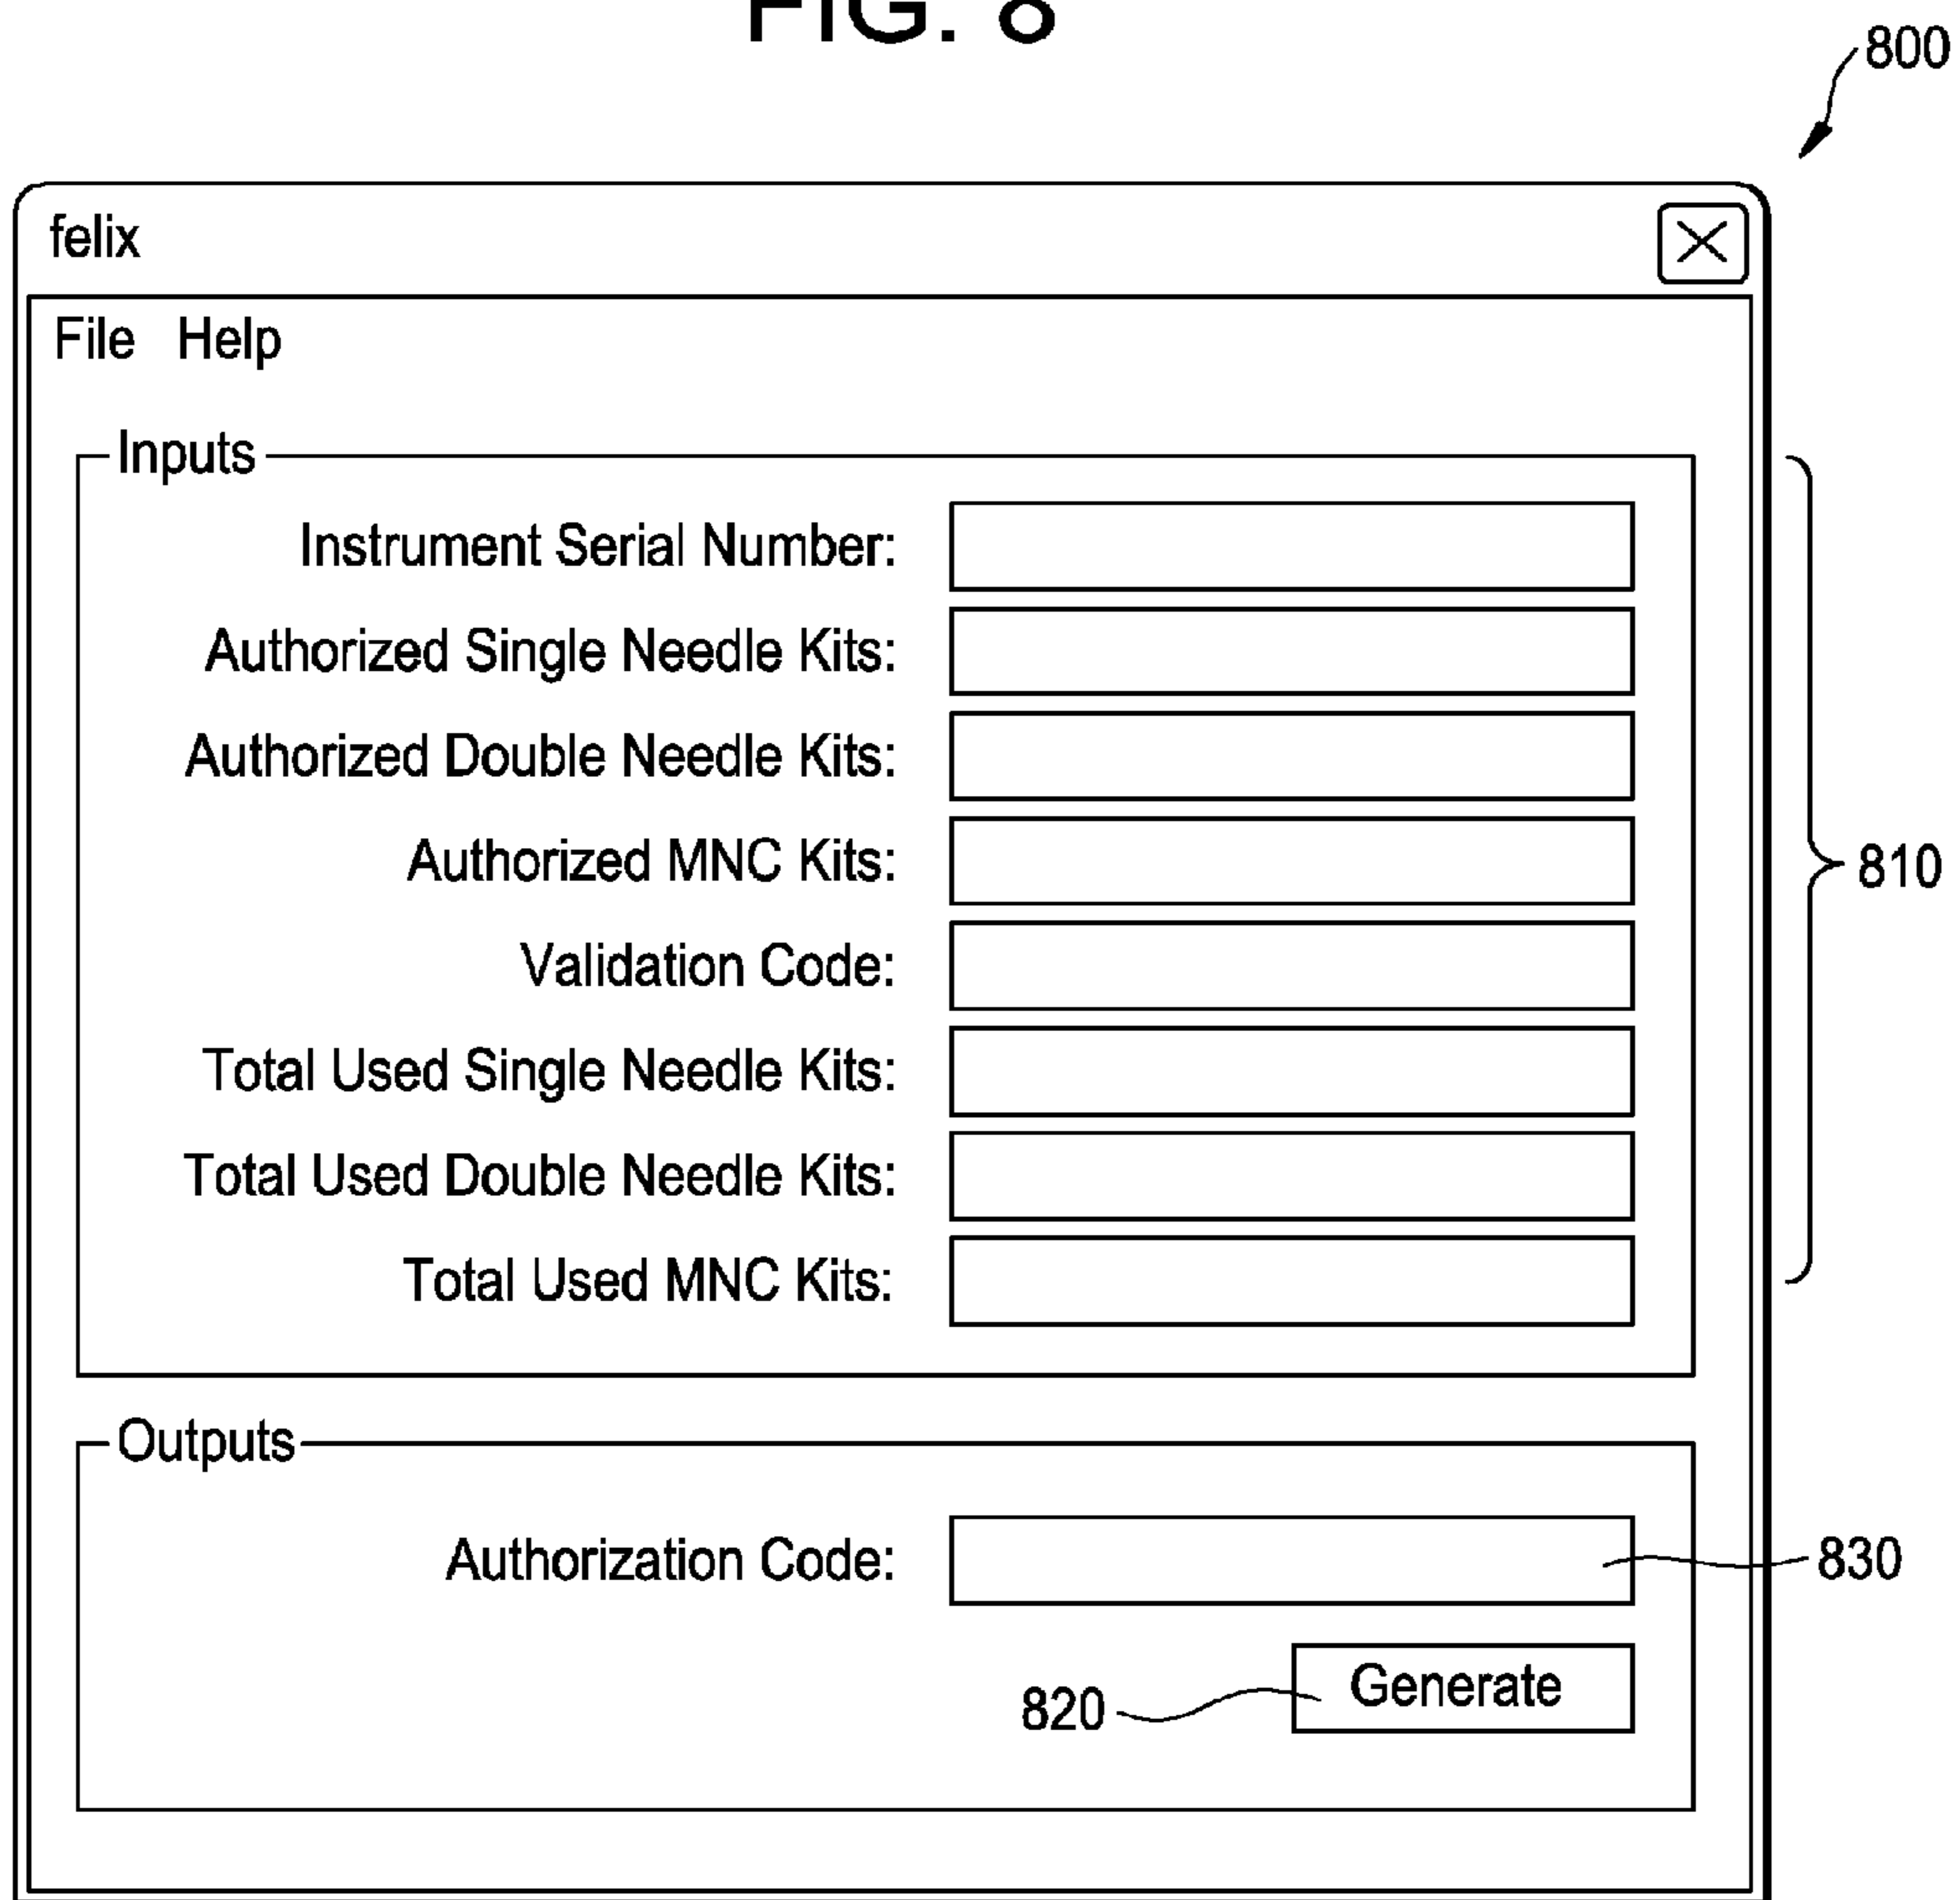 FIG. 8
800
felix
File Help
Inputs
Instrument Serial Number:
Authorized Single Needle Kits:
Authorized Double Needle Kits:
Authorized MNC Kits:
810
Validation Code:
Total Used Single Needle Kits:
Total Used Double Needle Kits:
Total Used MNC Kits:
Outputs
Authorization Code:
830
Generate
820